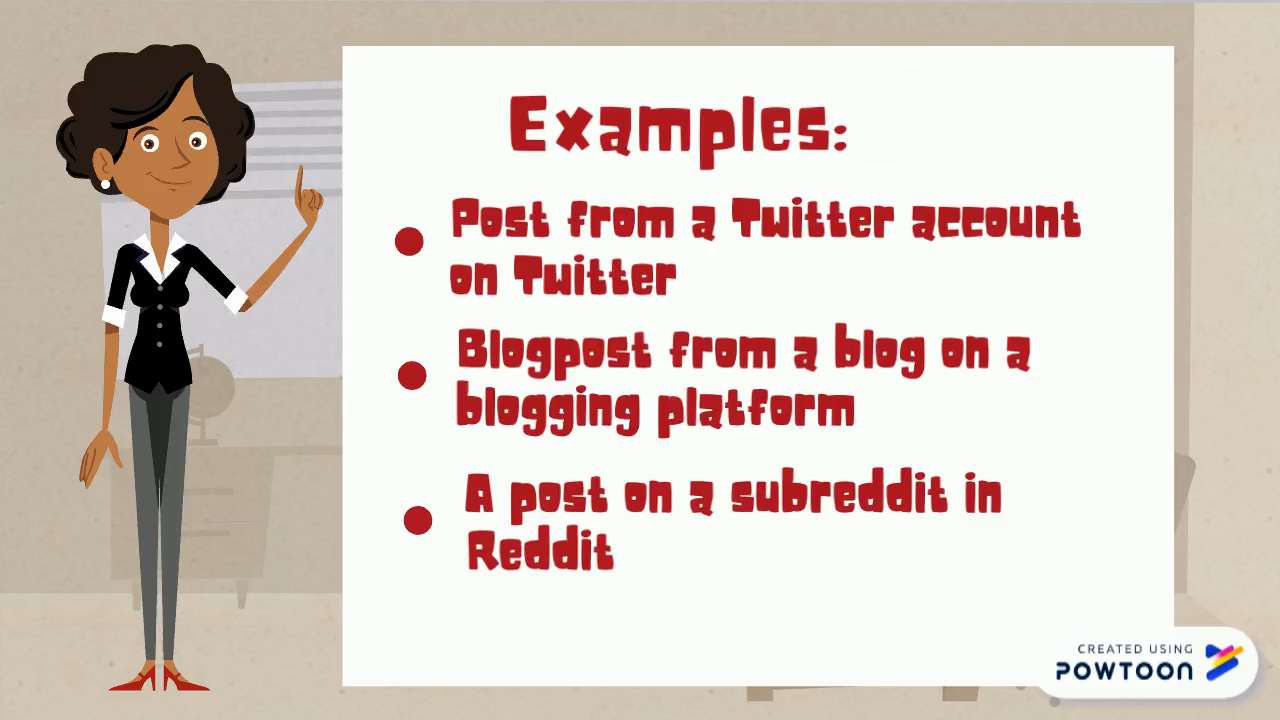 Examples:
Post from a Twitter account
on Twitter
Blogpost from a blog on a
blogging platform
A post on a subreddit in
Reddit
CREATED USING
POWTOON